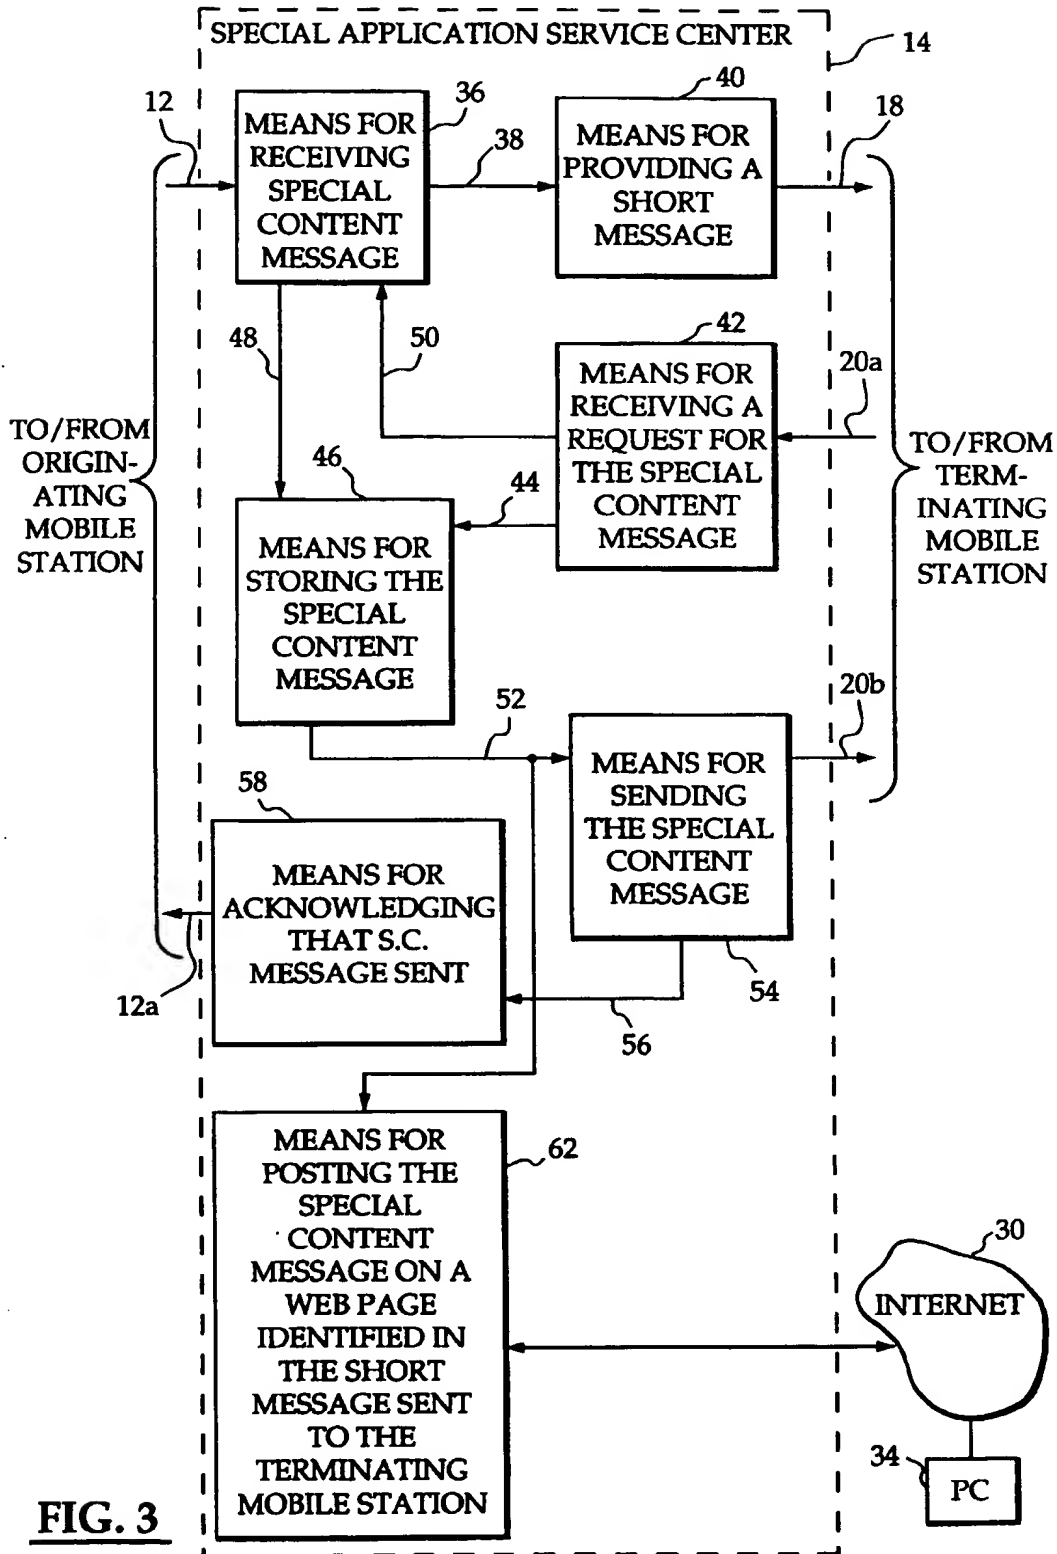 SPECIAL APPLICATION SERVICE CENTER
14
12
MEANS FOR
RECEIVING
SPECIAL
CONTENT
MESSAGE
36
38
40
MEANS FOR
PROVIDING A
SHORT
MESSAGE
18
48
50
42
MEANS FOR
RECEIVING A
REQUEST FOR
THE SPECIAL
CONTENT
MESSAGE
20a
TO/FROM
ORIGIN-
ATING
MOBILE
STATION
46
44
MEANS FOR
STORING THE
SPECIAL
CONTENT
MESSAGE
TO/FROM
TERM-
INATING
MOBILE
STATION
52
20b
MEANS FOR
SENDING
THE SPECIAL
CONTENT
MESSAGE
54
58
MEANS FOR
ACKNOWLEDGING
THAT S.C.
MESSAGE SENT
12a
56
MEANS FOR
POSTING THE
SPECIAL
CONTENT
MESSAGE ON A
WEB PAGE
IDENTIFIED IN
THE SHORT
MESSAGE SENT
TO THE
TERMINATING
MOBILE STATION
62
30
INTERNET
34
PC
FIG. 3